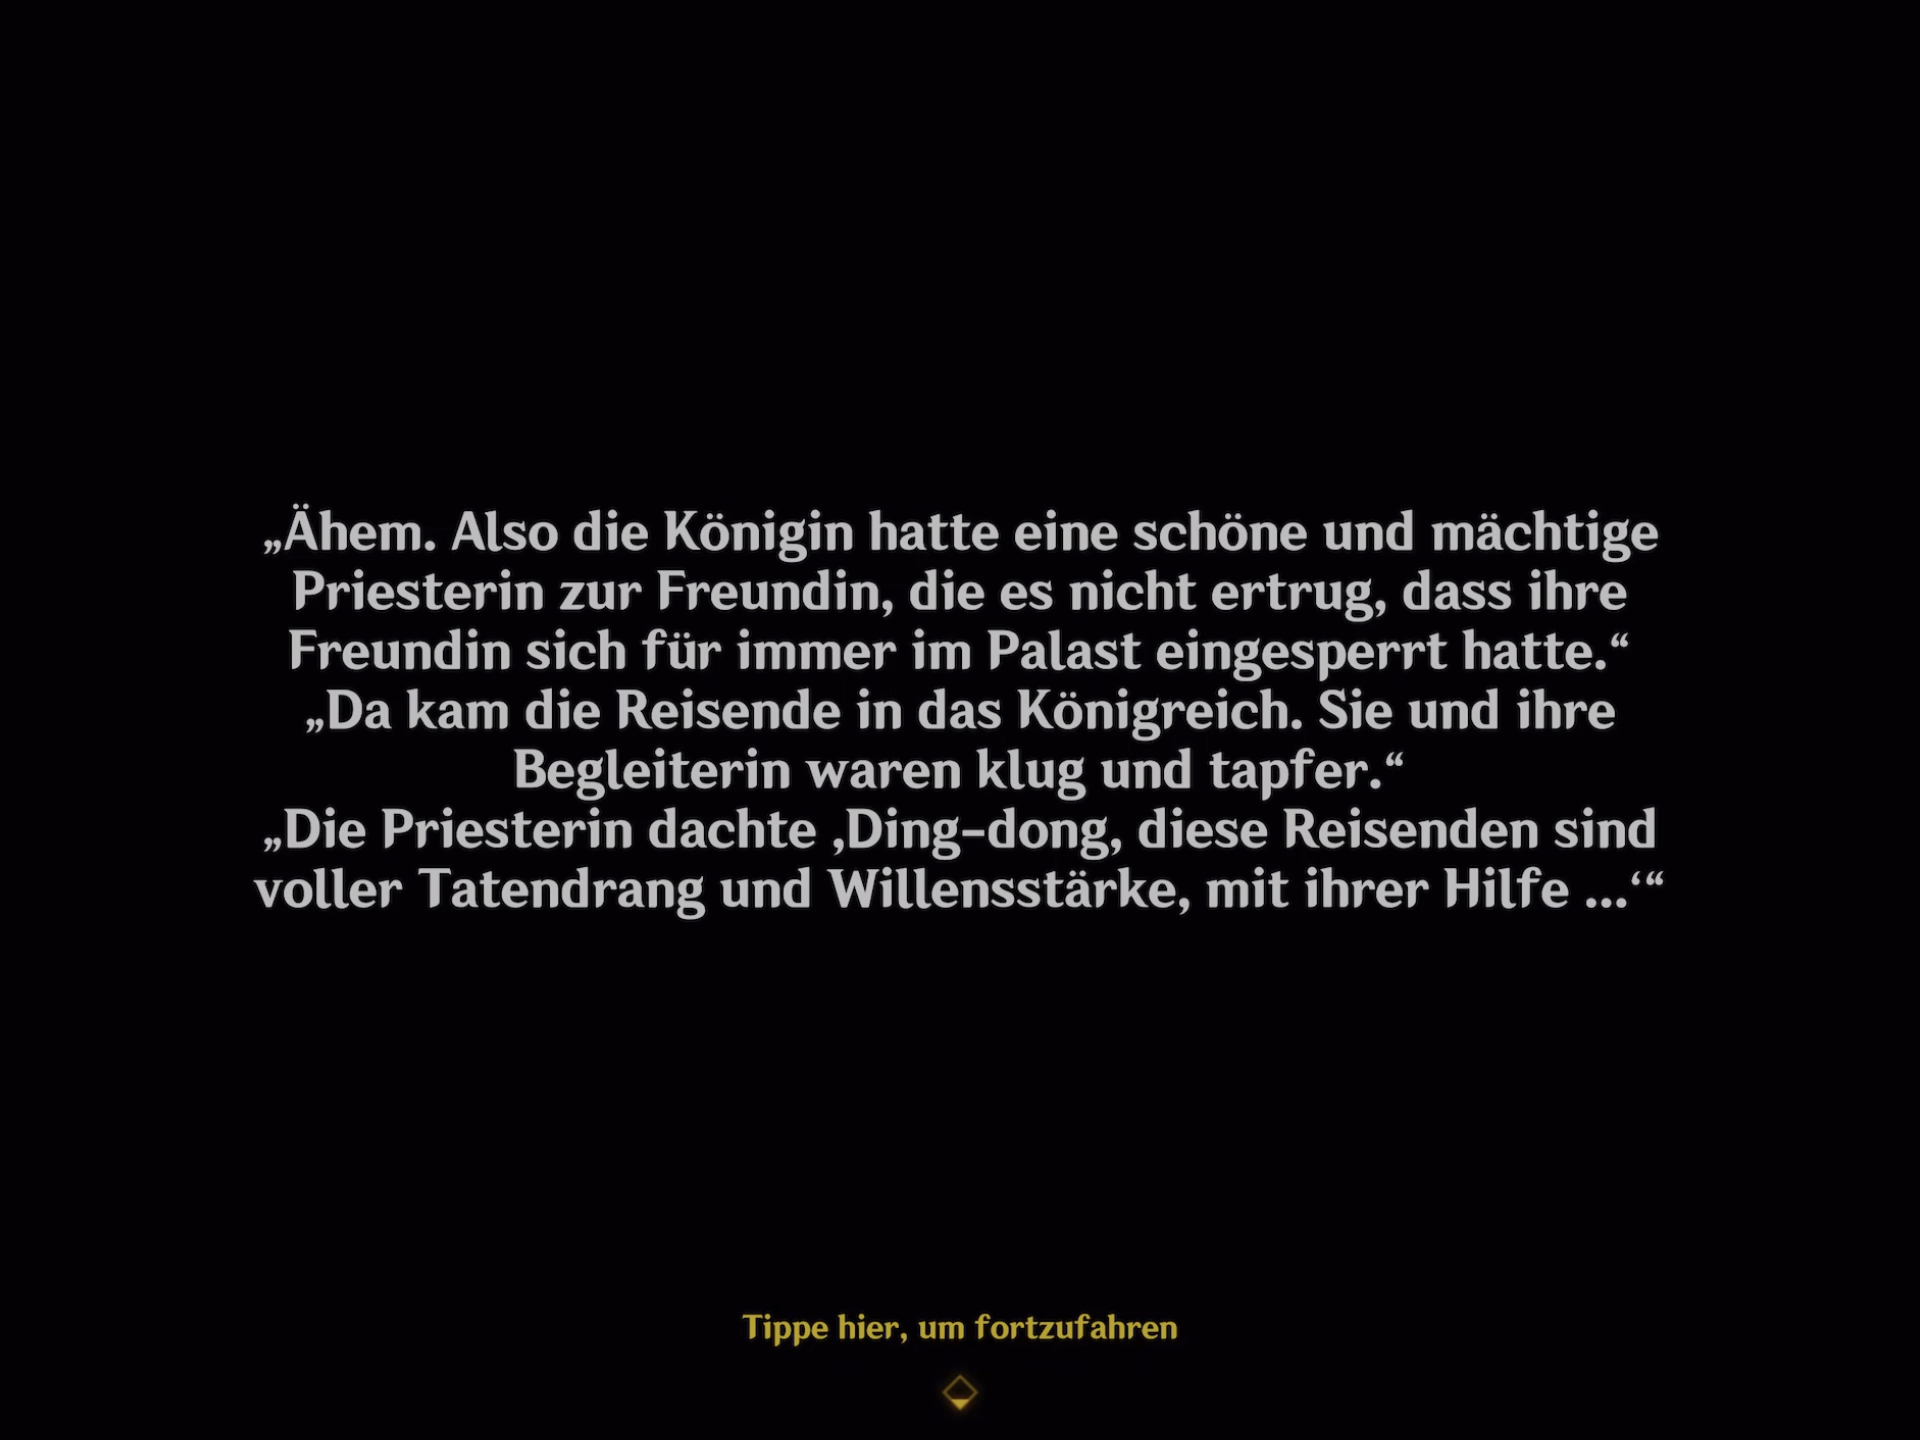 „Ähem. Also die Königin hatte eine schöne und mächtige
Priesterin zur Freundin, die es nicht ertrug, dass ihre
Freundin sich für immer im Palast eingesperrt hatte.“
„Da kam die Reisende in das Königreich. Sie und ihre
Begleiterin waren klug und tapfer.“
„Die Priesterin dachte ‚Ding-dong, diese Reisenden sind
voller Tatendrang und Willensstärke, mit ihrer Hilfe ...‘“
Tippe hier, um fortzufahren